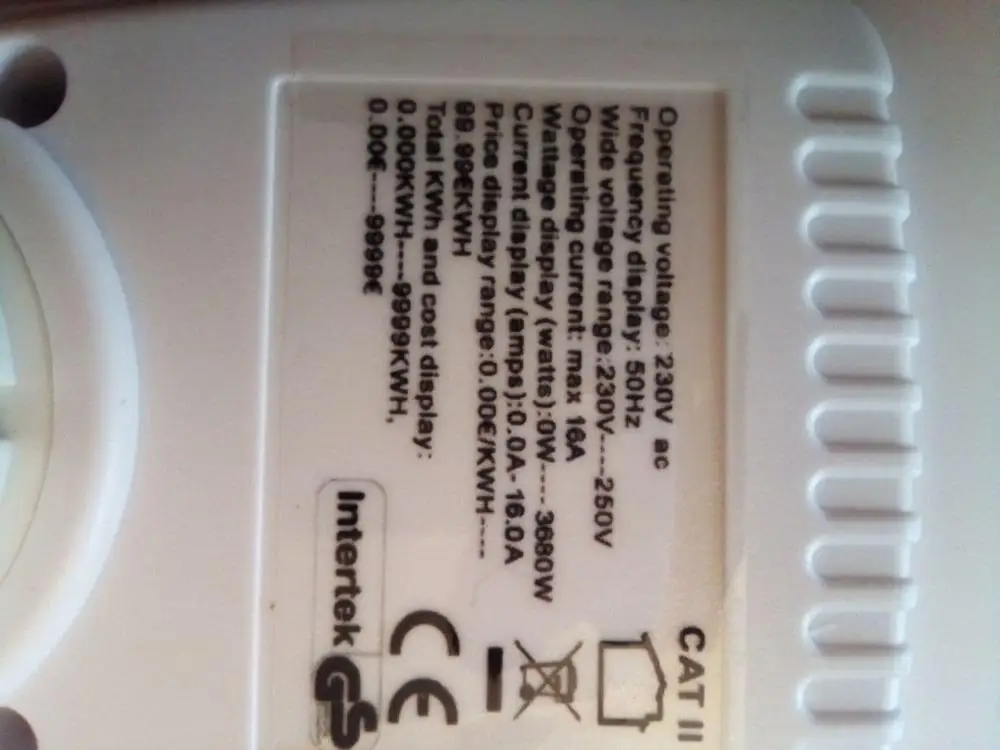 Operating voltage: 230V ac
Frequency display: 50Hz
Wide voltage range:230V----250V
Operating current: max 16A
Wattage display (watts):0W----3680W
Current display (amps):0.0A- 16.0A
Price display range:0.00€/KWH----
99.99€KWH
Total KWh and cost display:
0.000KWH----9999KWH,
0.00€----9999€
CAT II
CE
Intertek
GS